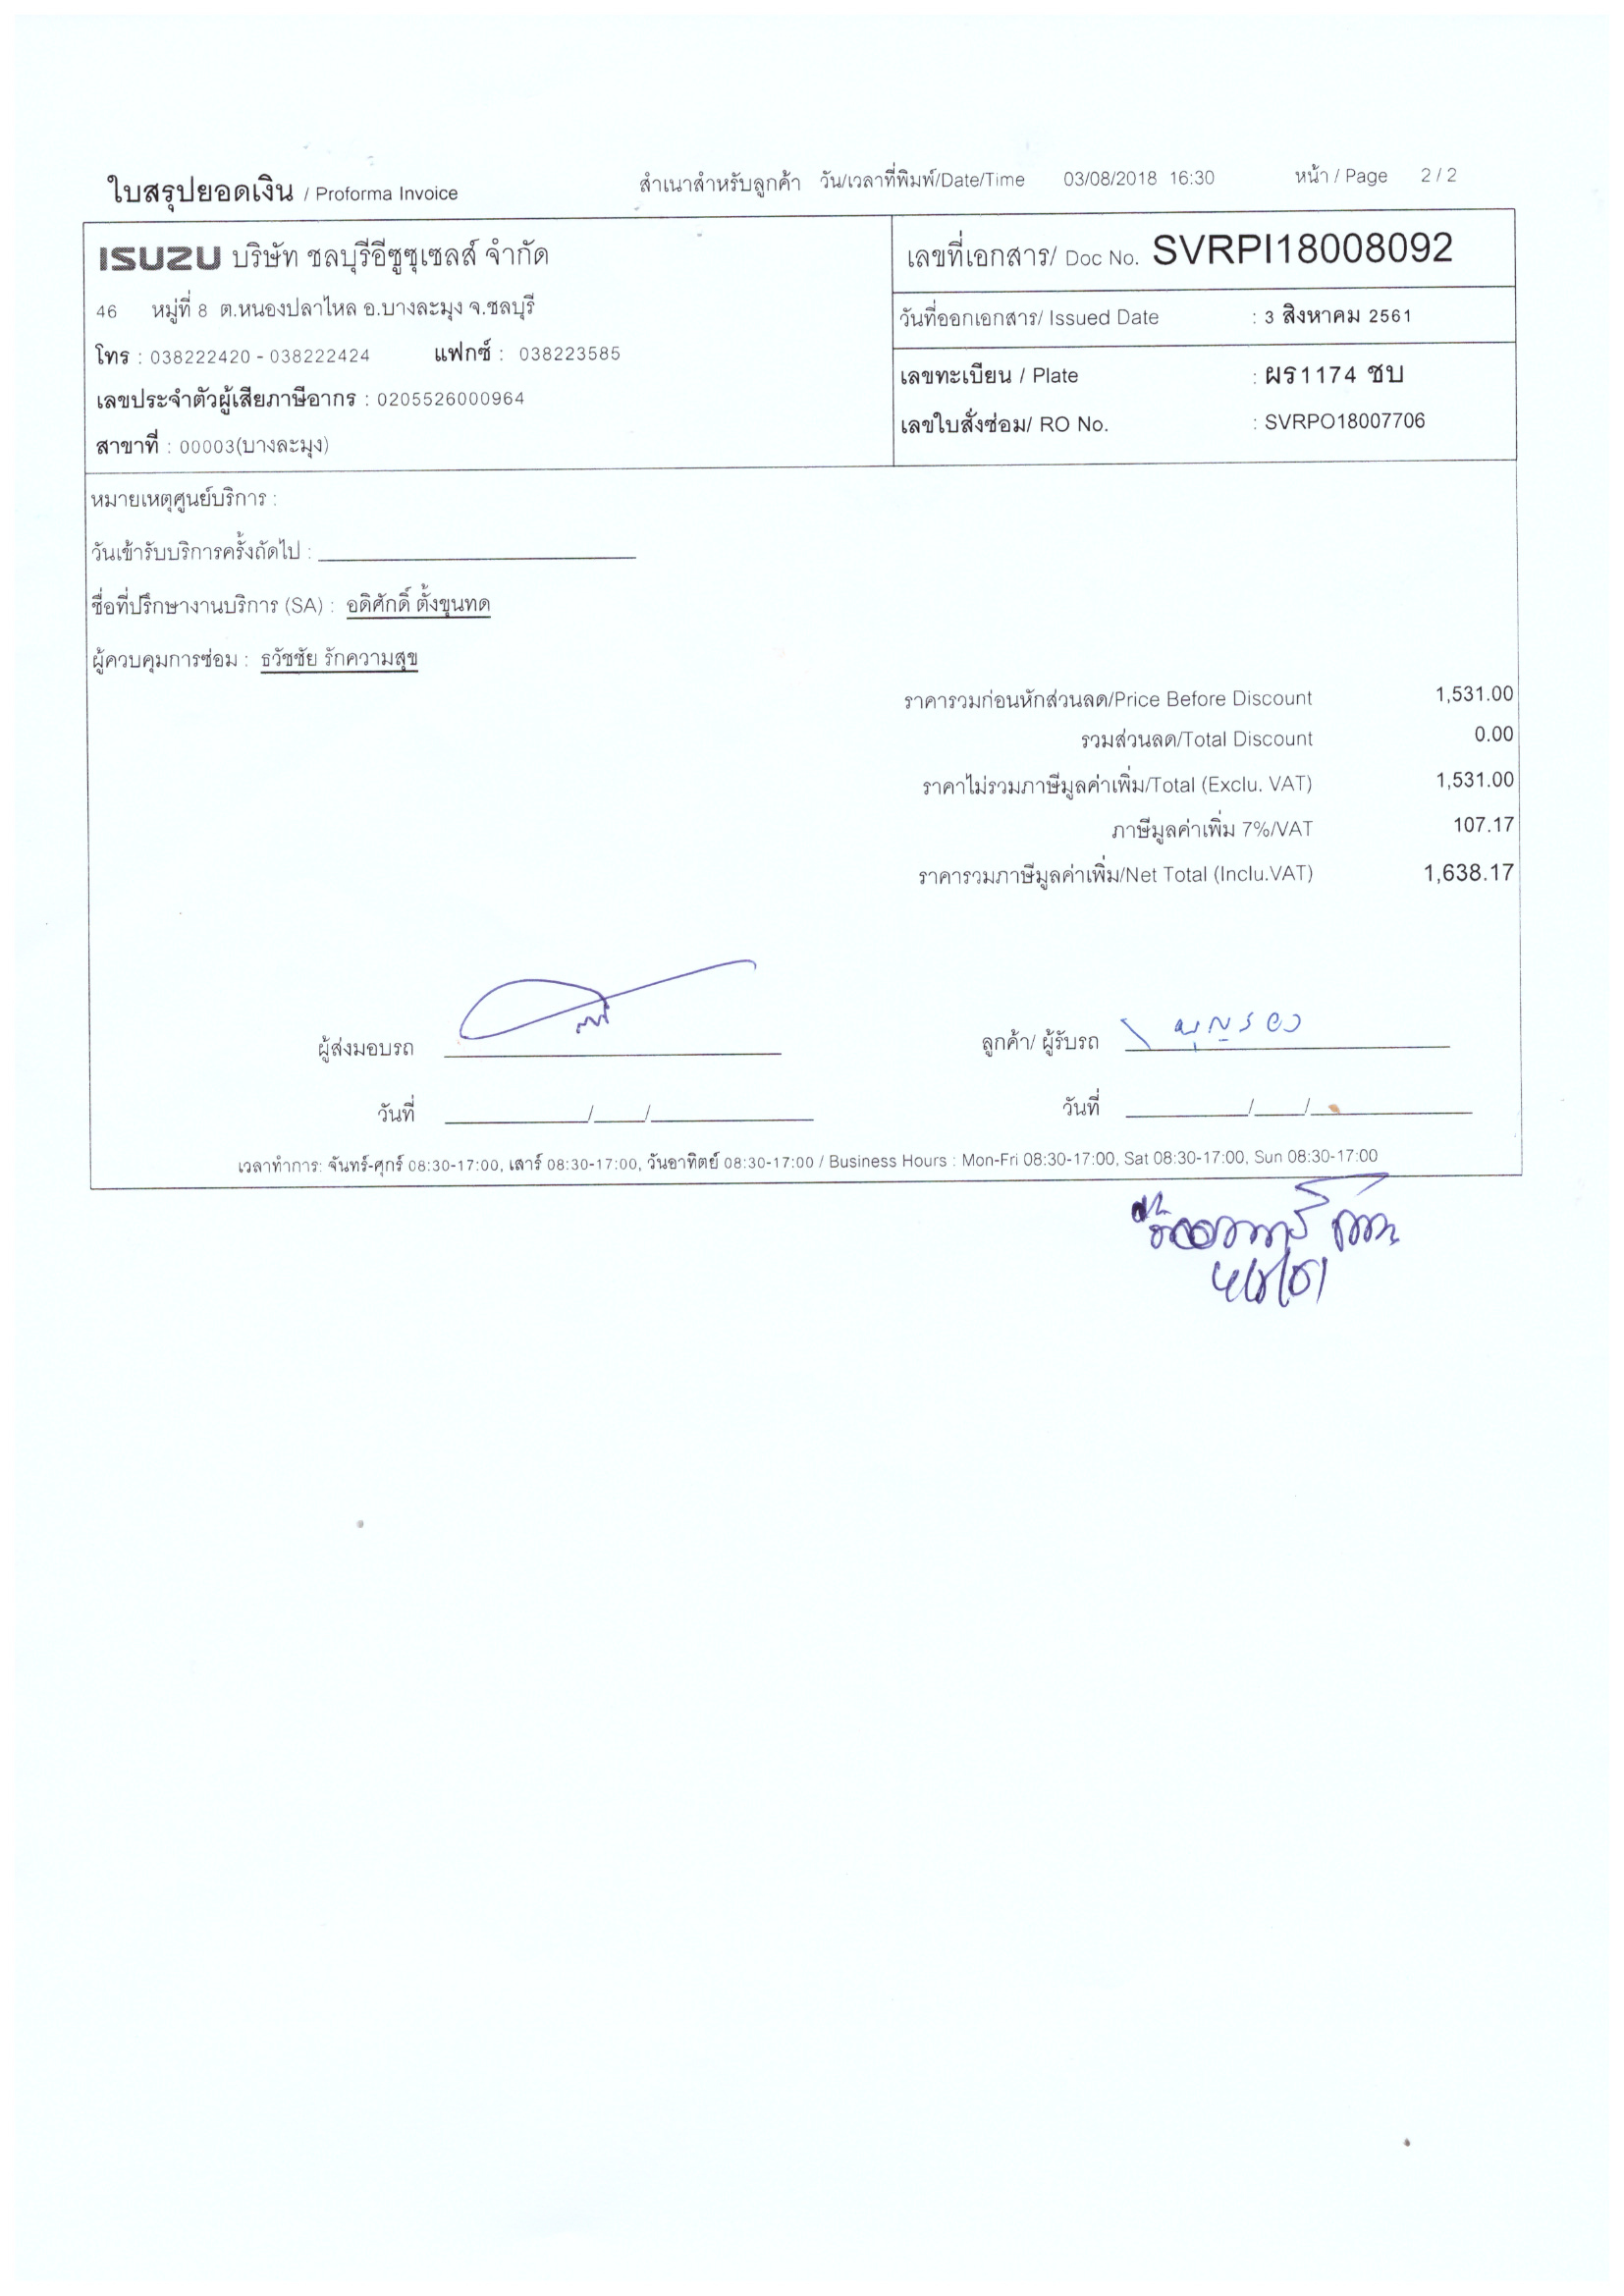 ใบสรุปยอดเงิน / Proforma Invoice สำเนาสำหรับลูกค้า วัน/เวลาที่พิมพ์/Date/Time 03/08/2018 16:30 หน้า / Page 2 / 2
ISUZU บริษัท ชลบุรีอีซูซุเซลส์ จำกัด
46 หมู่ที่ 8 ต.หนองปลาไหล อ.บางละมุง จ.ชลบุรี
โทร : 038222420 - 038222424 แฟกซ์ : 038223585
เลขประจำตัวผู้เสียภาษีอากร : 0205526000964
สาขาที่ : 00003(บางละมุง)
เลขที่เอกสาร/ Doc No. SVRPI18008092
วันที่ออกเอกสาร/ Issued Date : 3 สิงหาคม 2561
เลขทะเบียน / Plate : ผร1174 ชบ
เลขใบสั่งซ่อม/ RO No. : SVRPO18007706
หมายเหตุศูนย์บริการ :
วันเข้ารับบริการครั้งถัดไป :
ชื่อที่ปรึกษางานบริการ (SA) : อดิศักดิ์ ตั้งขุนทด
ผู้ควบคุมการซ่อม : ธวัชชัย รักความสุข
ราคารวมก่อนหักส่วนลด/Price Before Discount 1,531.00
รวมส่วนลด/Total Discount 0.00
ราคาไม่รวมภาษีมูลค่าเพิ่ม/Total (Exclu. VAT) 1,531.00
ภาษีมูลค่าเพิ่ม 7%/VAT 107.17
ราคารวมภาษีมูลค่าเพิ่ม/Net Total (Inclu.VAT) 1,638.17
ผู้ส่งมอบรถ ลูกค้า/ ผู้รับรถ
วันที่ / / วันที่ / /
เวลาทำการ: จันทร์-ศุกร์ 08:30-17:00, เสาร์ 08:30-17:00, วันอาทิตย์ 08:30-17:00 / Business Hours : Mon-Fri 08:30-17:00, Sat 08:30-17:00, Sun 08:30-17:00